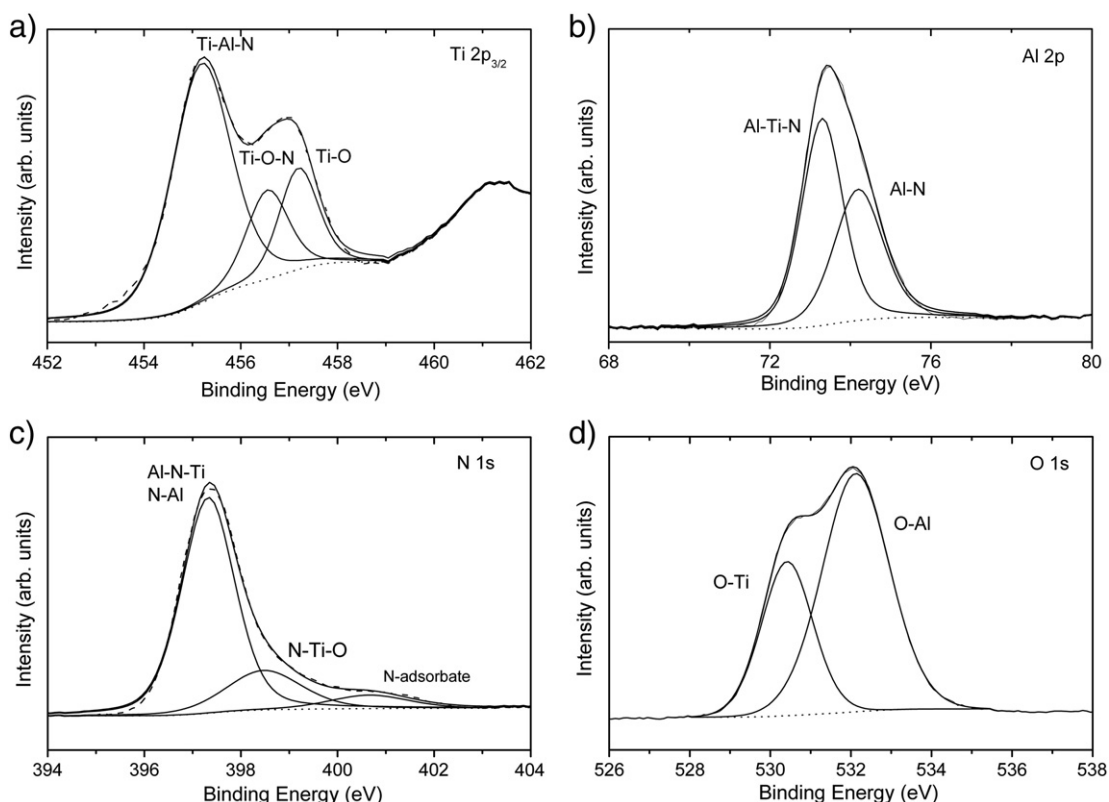 a)
Ti-Al-N
Ti 2p3/2
Ti-O-N
Ti-O
Intensity (arb. units)
452 454 456 458 460 462
Binding Energy (eV)
b)
Al 2p
Al-Ti-N
Al-N
Intensity (arb. units)
68 72 76 80
Binding Energy (eV)
c)
N 1s
Al-N-Ti
N-Al
N-Ti-O
N-adsorbate
Intensity (arb. units)
394 396 398 400 402 404
Binding Energy (eV)
d)
O 1s
O-Al
O-Ti
Intensity (arb. units)
526 528 530 532 534 536 538
Binding Energy (eV)